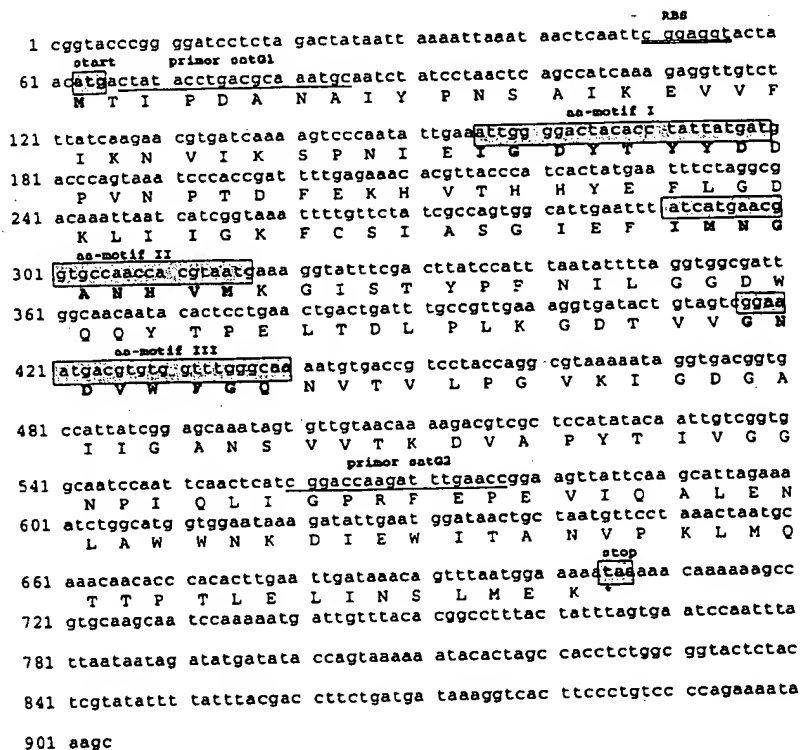 RBS
1 cggtacccgg ggatcctcta gactataatt aaaattaaat aactcaattc ggaggtacta
start primor satG1
61 acatgactat acctgacgca aatgcaatct atcctaactc agccatcaaa gaggttgtct
M T I P D A N A I Y P N S A I K E V V F
aa-motif I
121 ttatcaagaa cgtgatcaaa agtcccaata ttgaaattgg ggactacacc tattatgatg
I K N V I K S P N I E I G D Y T Y Y D D
181 acccagtaaa tcccaccgat tttgagaaac acgttaccca tcactatgaa tttctaggcg
P V N P T D F E K H V T H H Y E F L G D
241 acaaattaat catcggtaaa ttttgttcta tcgccagtgg cattgaattt atcatgaacg
K L I I G K F C S I A S G I E F I M N G
aa-motif II
301 gtgccaacca cgtaatgaaa ggtatttcga cttatccatt taatatttta ggtggcgatt
A N H V M K G I S T Y P F N I L G G D W
361 ggcaacaata cactcctgaa ctgactgatt tgccgttgaa aggtgatact gtagtcggaa
Q Q Y T P E L T D L P L K G D T V V G N
aa-motif III
421 atgacgtgtg gtttgggcaa aatgtgaccg tcctaccagg cgtaaaaata ggtgacggtg
D V W F G Q N V T V L P G V K I G D G A
481 ccattatcgg agcaaatagt gttgtaacaa aagacgtcgc tccatataca attgtcggtg
I I G A N S V V T K D V A P Y T I V G G
primor satG2
541 gcaatccaat tcaactcatc ggaccaagat ttgaaccgga agttattcaa gcattagaaa
N P I Q L I G P R F E P E V I Q A L E N
601 atctggcatg gtggaataaa gatattgaat ggataactgc taatgttcct aaactaatgc
L A W W N K D I E W I T A N V P K L M Q
stop
661 aaacaacacc cacacttgaa ttgataaaca gtttaatgga aaaataaaaa caaaaaagcc
T T P T L E L I N S L M E K *
721 gtgcaagcaa tccaaaaatg attgtttaca cggcctttac tatttagtga atccaattta
781 ttaataatag atatgatata ccagtaaaaa atacactagc cacctctggc ggtactctac
841 tcgtatattt tatttacgac cttctgatga taaaggtcac ttccctgtcc ccagaaaata
901 aagc